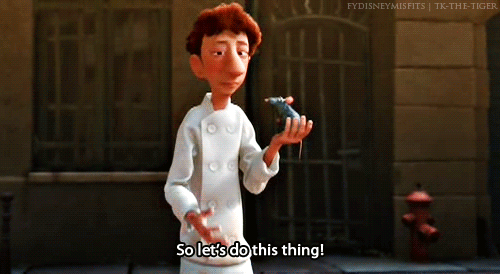 FYDISNEYMISFITS | TK-THE-TIGER
So let's do this thing!